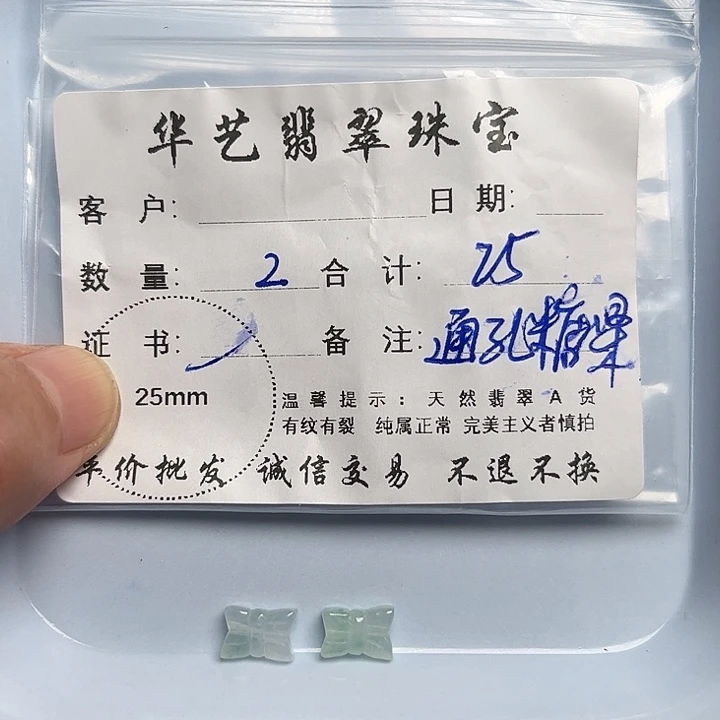 华艺翡翠珠宝
客户: 日期:
数量: 2 合计: 25
证书: 备注: 通孔糖果
25mm
温馨提示:天然翡翠A货
有纹有裂 纯属正常 完美主义者慎拍
平价批发 诚信交易 不退不换